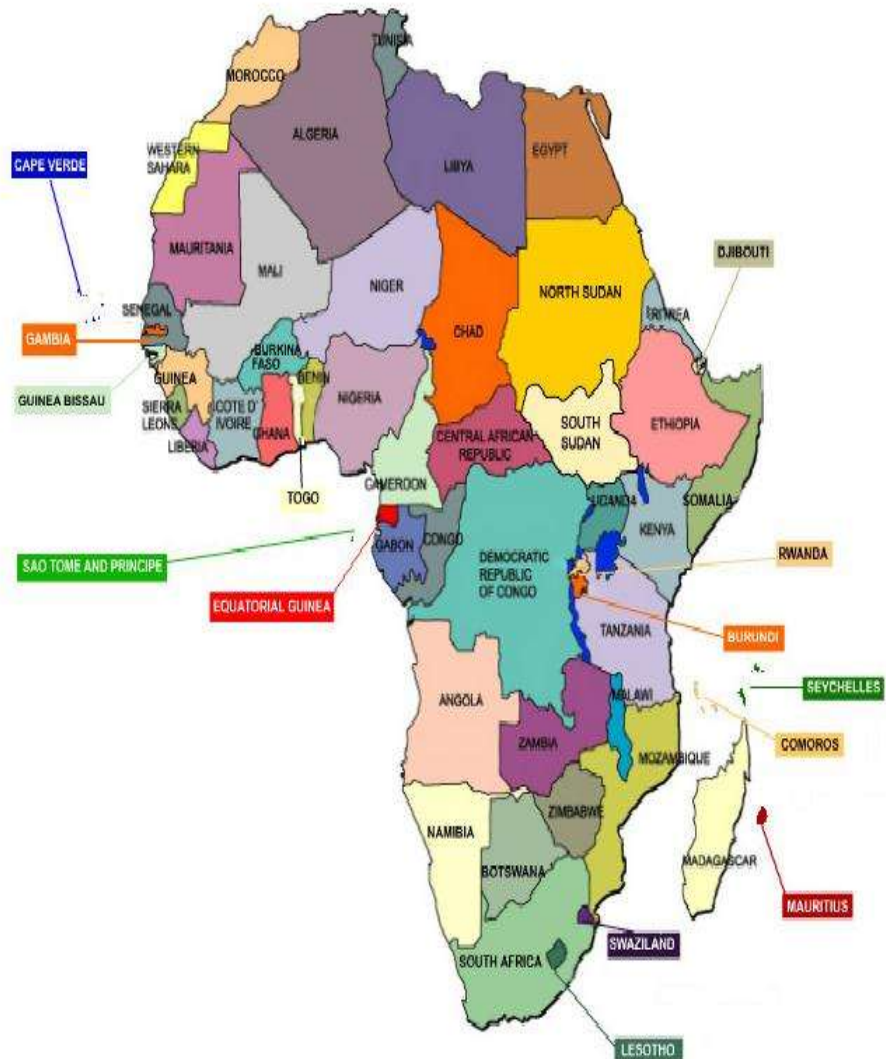 TUNISIA
MOROCCO
ALGERIA
WESTERN
SAHARA
LIBYA
EGYPT
CAPE VERDE
MAURITANIA
MALI
NIGER
CHAD
NORTH SUDAN
DJIBOUTI
ERITREA
SENEGAL
GAMBIA
BURKINA
FASO
GUINEA
BENIN
NIGERIA
GUINEA BISSAU
SIERRA
LEONE
COTE D'
IVOIRE
GHANA
LIBERIA
SOUTH
SUDAN
ETHIOPIA
CENTRAL AFRICAN
REPUBLIC
CAMEROON
TOGO
UGANDA
SOMALIA
KENYA
GABON
CONGO
DEMOCRATIC
REPUBLIC
OF CONGO
RWANDA
SAO TOME AND PRINCIPE
EQUATORIAL GUINEA
TANZANIA
BURUNDI
SEYCHELLES
ANGOLA
MALAWI
ZAMBIA
COMOROS
MOZAMBIQUE
ZIMBABWE
NAMIBIA
MADAGASCAR
BOTSWANA
MAURITIUS
SWAZILAND
SOUTH AFRICA
LESOTHO